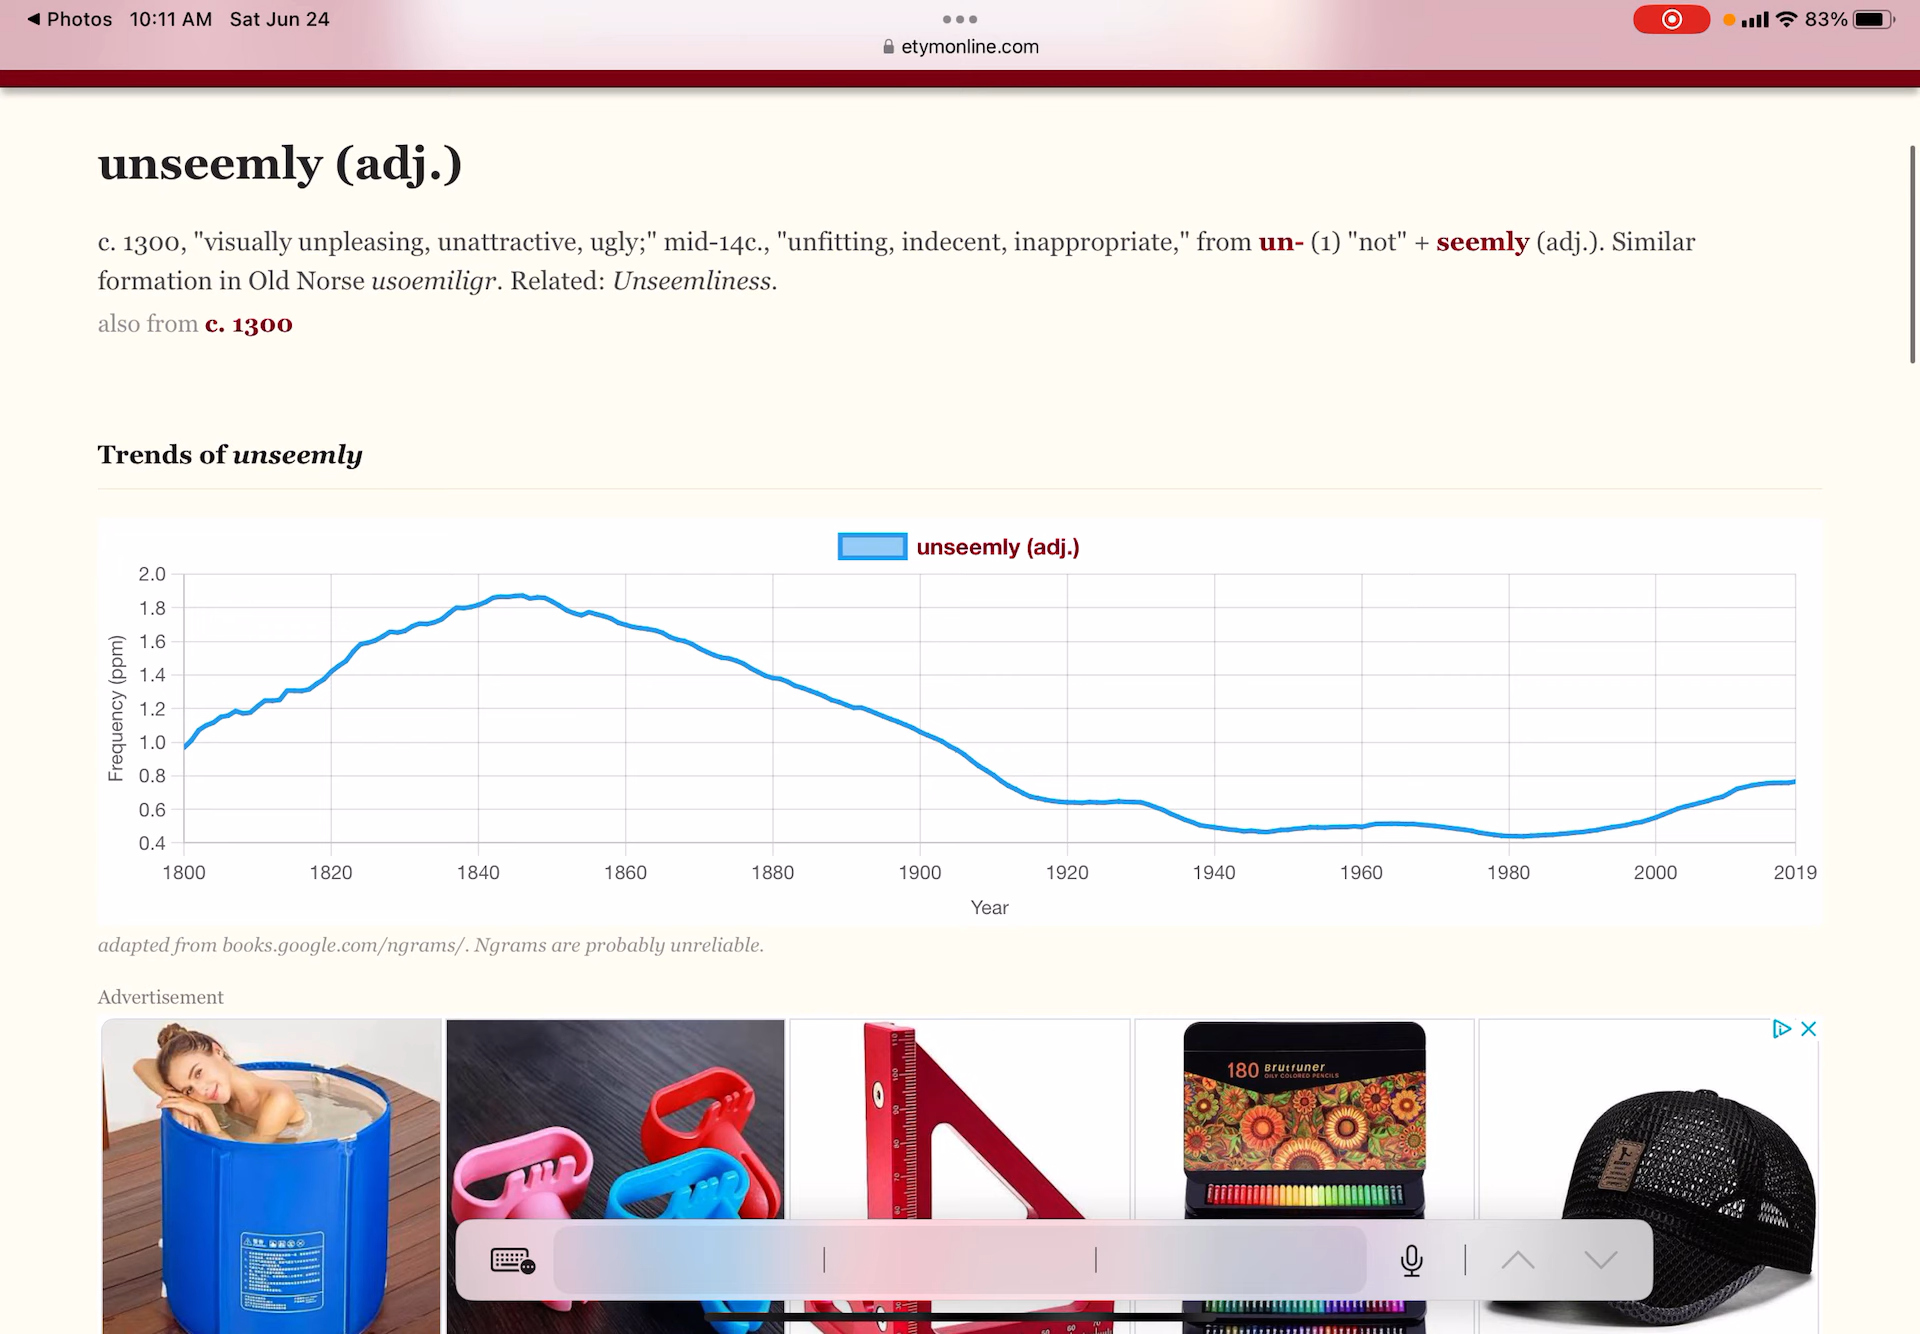 ◀ Photos 10:11 AM Sat Jun 24
83%
etymonline.com
unseemly (adj.)
c. 1300, "visually unpleasing, unattractive, ugly;" mid-14c., "unfitting, indecent, inappropriate," from un- (1) "not" + seemly (adj.). Similar
formation in Old Norse usoemiligr. Related: Unseemliness.
also from c. 1300
Trends of unseemly
unseemly (adj.)
Frequency (ppm)
2.0
1.8
1.6
1.4
1.2
1.0
0.8
0.6
0.4
1800 1820 1840 1860 1880 1900 1920 1940 1960 1980 2000 2019
Year
adapted from books.google.com/ngrams/. Ngrams are probably unreliable.
Advertisement
180 Brutfuner
OILY COLORED PENCILS